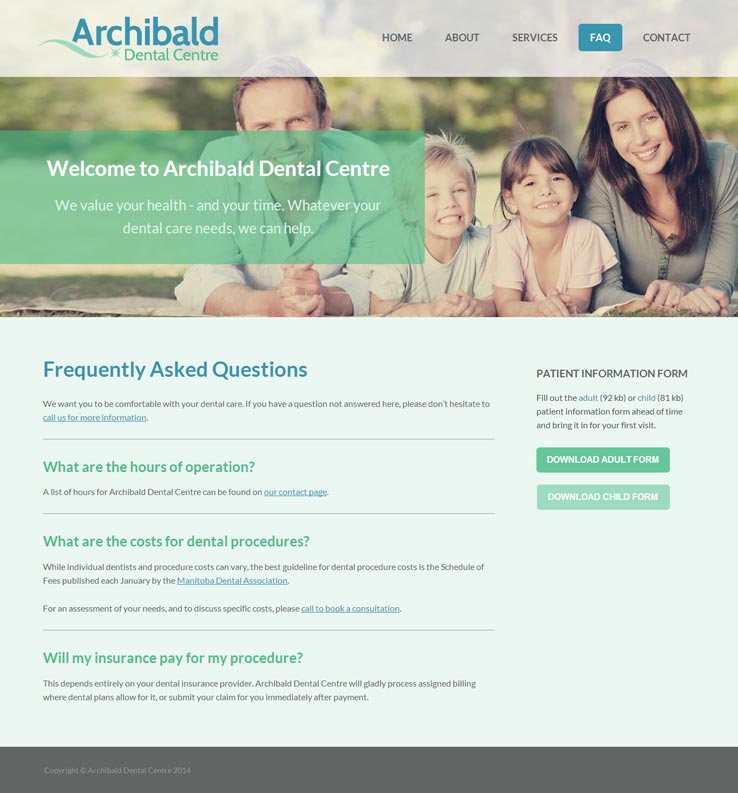 Archibald
Dental Centre
HOME ABOUT SERVICES FAQ CONTACT
Welcome to Archibald Dental Centre
We value your health - and your time. Whatever your
dental care needs, we can help.
Frequently Asked Questions
We want you to be comfortable with your dental care. If you have a question not answered here, please don't hesitate to
call us for more information.
What are the hours of operation?
A list of hours for Archibald Dental Centre can be found on our contact page.
What are the costs for dental procedures?
While individual dentists and procedure costs can vary, the best guideline for dental procedure costs is the Schedule of
Fees published each January by the Manitoba Dental Association.
For an assessment of your needs, and to discuss specific costs, please call to book a consultation.
Will my insurance pay for my procedure?
This depends entirely on your dental insurance provider. Archibald Dental Centre will gladly process assigned billing
where dental plans allow for it, or submit your claim for you immediately after payment.
PATIENT INFORMATION FORM
Fill out the adult (92 kb) or child (81 kb)
patient information form ahead of time
and bring it in for your first visit.
DOWNLOAD ADULT FORM
DOWNLOAD CHILD FORM
Copyright © Archibald Dental Centre 2014